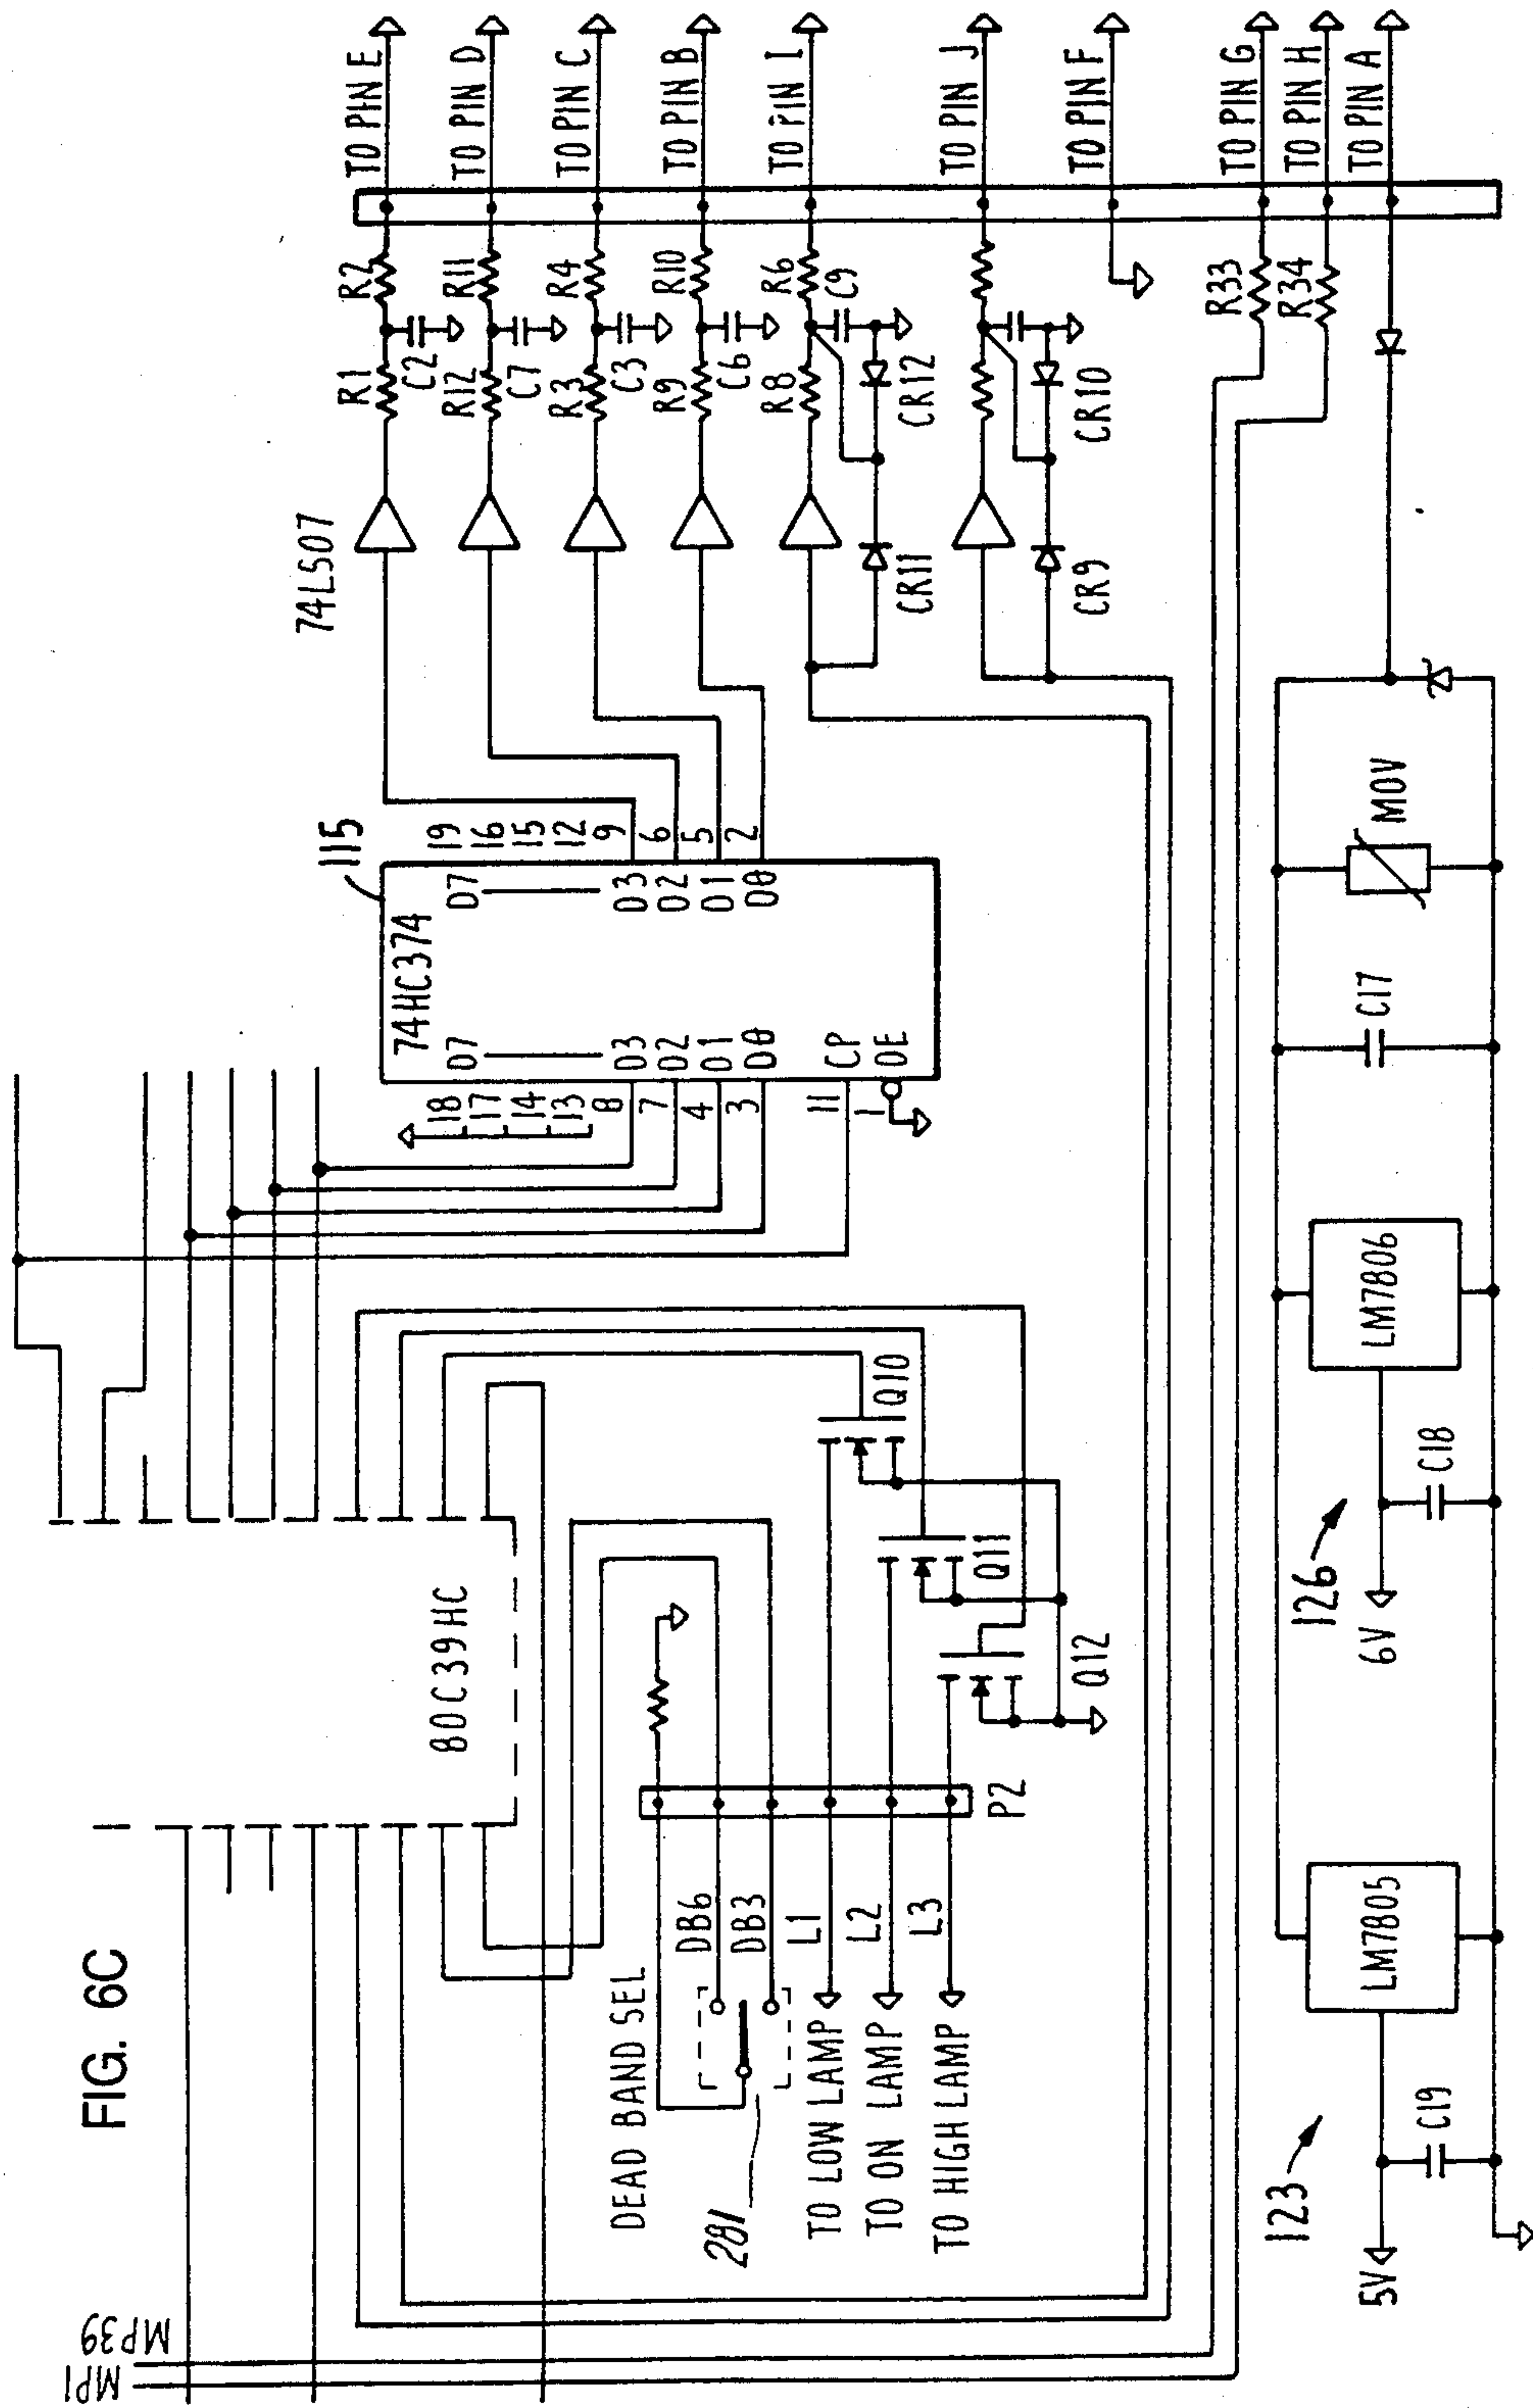 FIG. 6C
MP1
MP39
80C39HC
DEAD BAND SEL
281
DB6
DB3
L1
L2
L3
TO LOW LAMP
TO ON LAMP
TO HIGH LAMP
P2
Q10
Q11
Q12
115
74HC374
D7
D3
D2
D1
D0
CP
OE
18
17
14
13
8
7
4
3
11
1
D7
D3
D2
D1
D0
19
16
15
12
9
6
5
2
74LS07
R1
R2
C2
TO PIN E
R12
R11
C7
TO PIN D
R3
R4
C3
TO PIN C
R9
R10
C6
TO PIN B
R8
R6
C9
TO PIN I
CR11
CR12
TO PIN J
CR9
CR10
TO PIN F
R33
TO PIN G
R34
TO PIN H
TO PIN A
123
5V
C19
LM7805
126
6V
C18
LM7806
C17
MOV